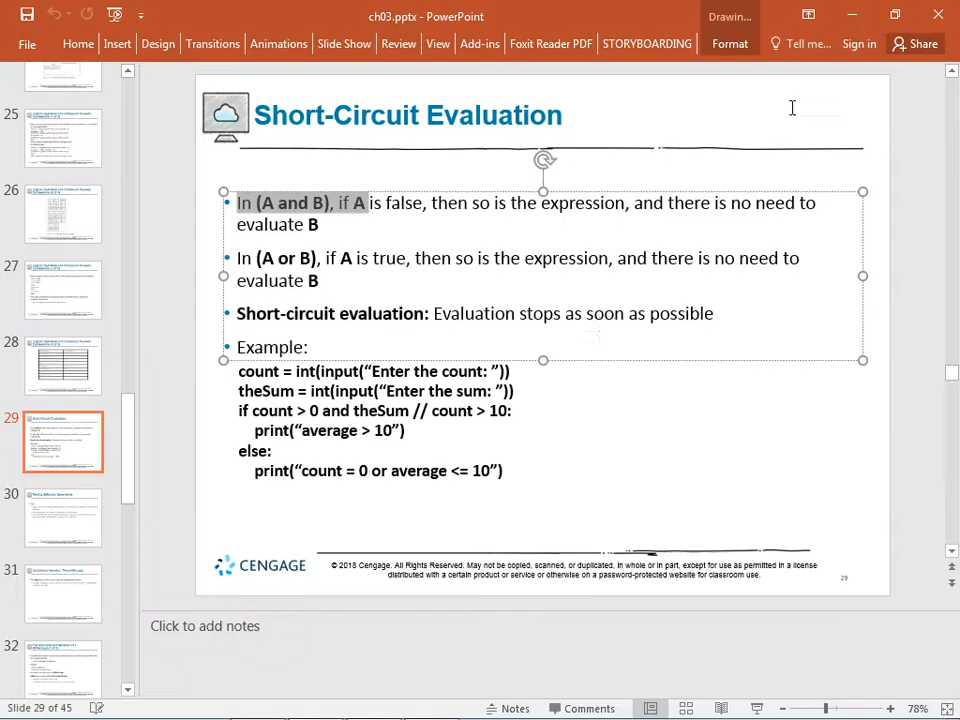 ch03.pptx - PowerPoint
Drawin...
File Home Insert Design Transitions Animations Slide Show Review View Add-ins Foxit Reader PDF STORYBOARDING Format Tell me... Sign in Share
25
26
27
28
29
30
31
32
Short-Circuit Evaluation
• In (A and B), if A is false, then so is the expression, and there is no need to
evaluate B
• In (A or B), if A is true, then so is the expression, and there is no need to
evaluate B
• Short-circuit evaluation: Evaluation stops as soon as possible
• Example:
count = int(input(“Enter the count: ”))
theSum = int(input(“Enter the sum: ”))
if count > 0 and theSum // count > 10:
print(“average > 10”)
else:
print(“count = 0 or average <= 10”)
CENGAGE
© 2018 Cengage. All Rights Reserved. May not be copied, scanned, or duplicated, in whole or in part, except for use as permitted in a license
distributed with a certain product or service or otherwise on a password-protected website for classroom use.
29
Click to add notes
Slide 29 of 45 Notes Comments 78%